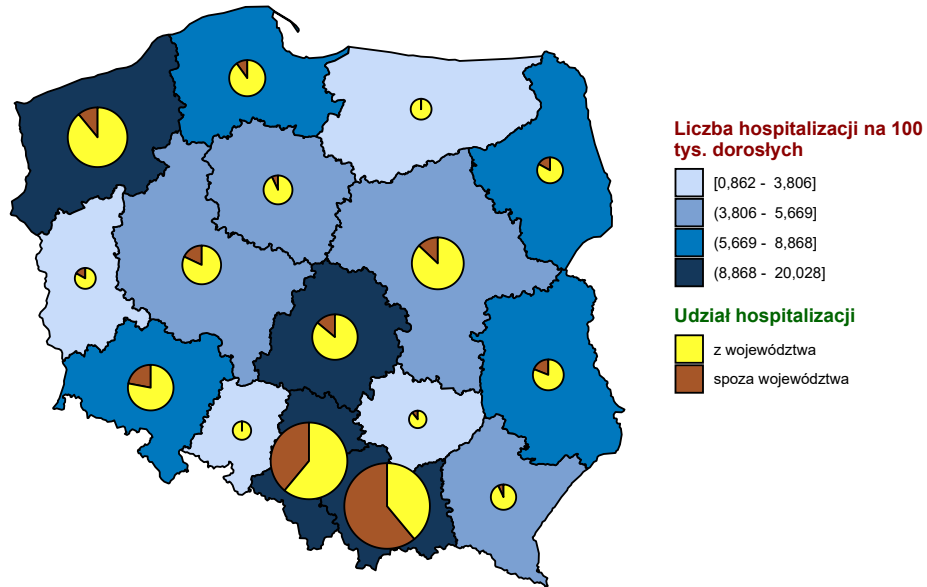 Liczba hospitalizacji na 100
tys. dorosłych
[0,862 - 3,806]
(3,806 - 5,669]
(5,669 - 8,868]
(8,868 - 20,028]
Udział hospitalizacji
z województwa
spoza województwa